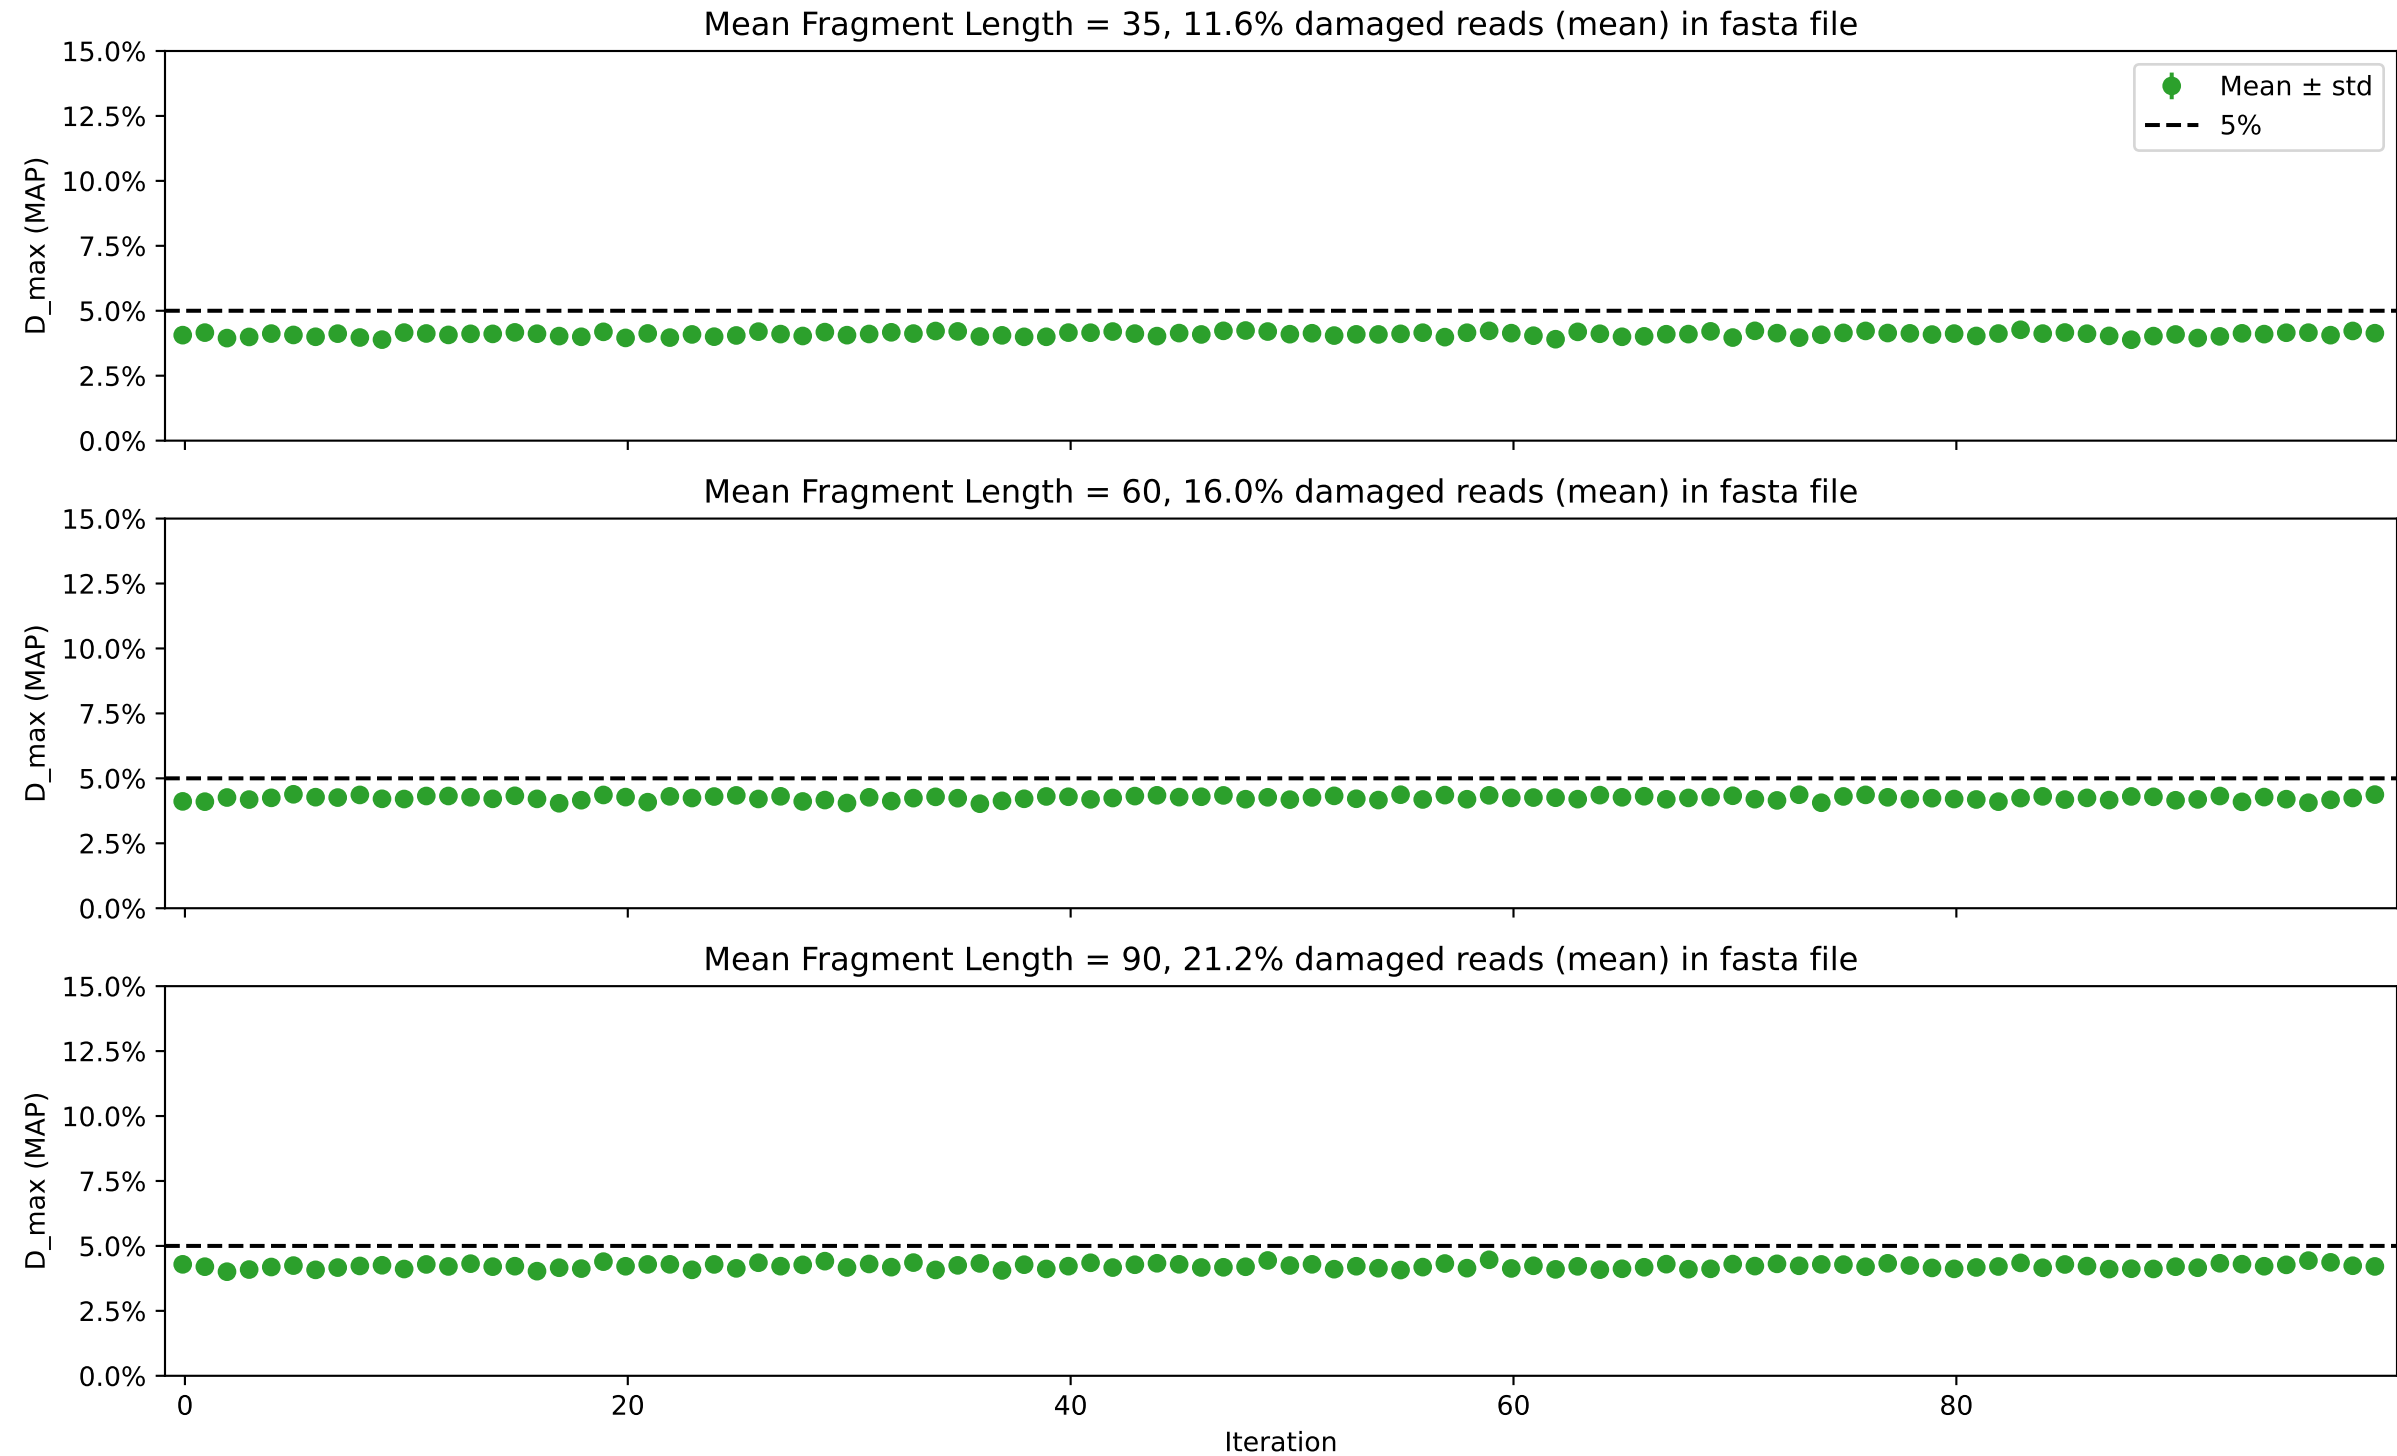 Mean Fragment Length = 35, 11.6% damaged reads (mean) in fasta file
15.0%
12.5%
10.0%
7.5%
5.0%
2.5%
0.0%
D_max (MAP)
Mean ± std
5%
Mean Fragment Length = 60, 16.0% damaged reads (mean) in fasta file
15.0%
12.5%
10.0%
7.5%
5.0%
2.5%
0.0%
D_max (MAP)
Mean Fragment Length = 90, 21.2% damaged reads (mean) in fasta file
15.0%
12.5%
10.0%
7.5%
5.0%
2.5%
0.0%
D_max (MAP)
0 20 40 60 80
Iteration